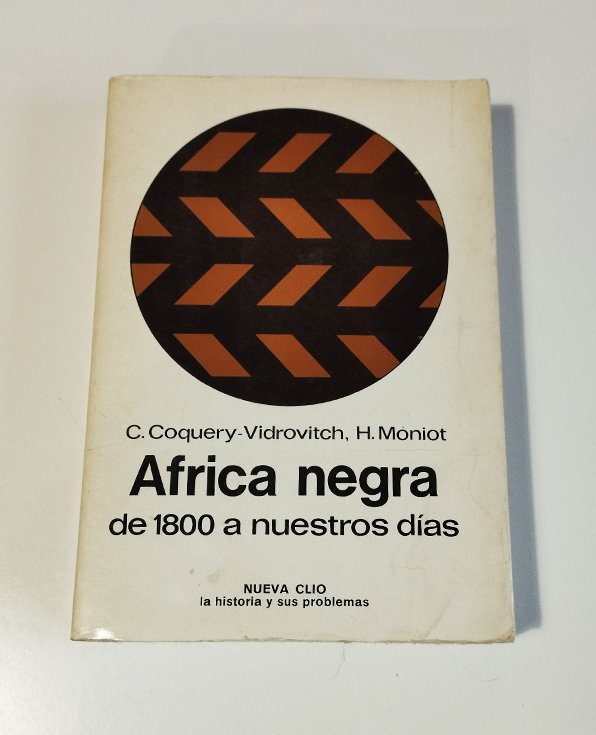 C. Coquery-Vidrovitch, H. Moniot
Africa negra
de 1800 a nuestros días
NUEVA CLIO
la historia y sus problemas